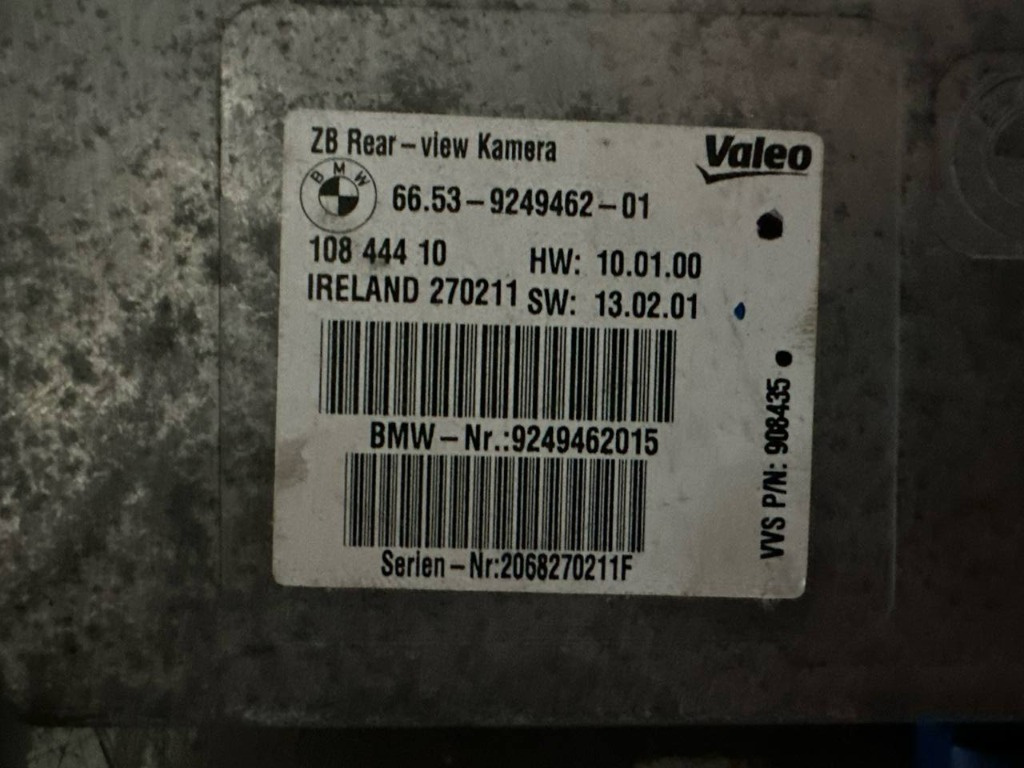 ZB Rear-view Kamera
Valeo
BMW
66.53-9249462-01
108 444 10
HW: 10.01.00
IRELAND 270211
SW: 13.02.01
BMW-Nr.:9249462015
Serien-Nr:2068270211F
VVS P/N: 908435